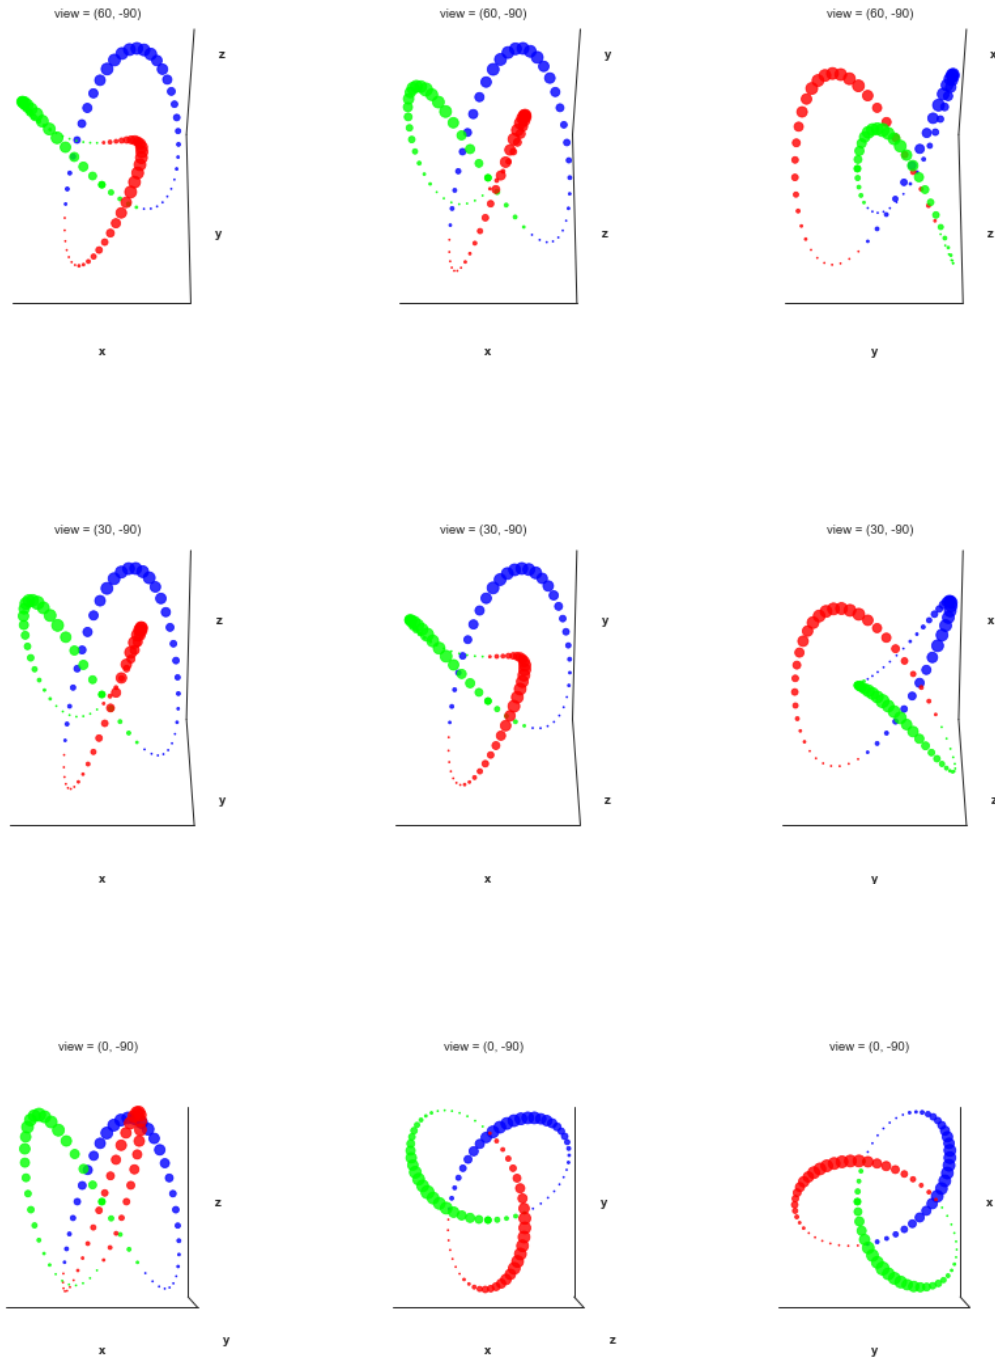 view = (60, -90)
view = (60, -90)
view = (60, -90)
z
y
x
y
z
x
x
z
y
view = (30, -90)
view = (30, -90)
view = (30, -90)
z
y
x
y
z
x
x
z
y
view = (0, -90)
view = (0, -90)
view = (0, -90)
z
y
x
y
z
x
x
y